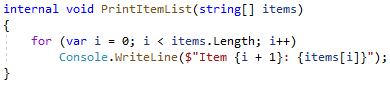 internal void PrintItemList(string[] items)
{
    for (var i = 0; i < items.Length; i++)
        Console.WriteLine($"Item {i + 1}: {items[i]}");
}